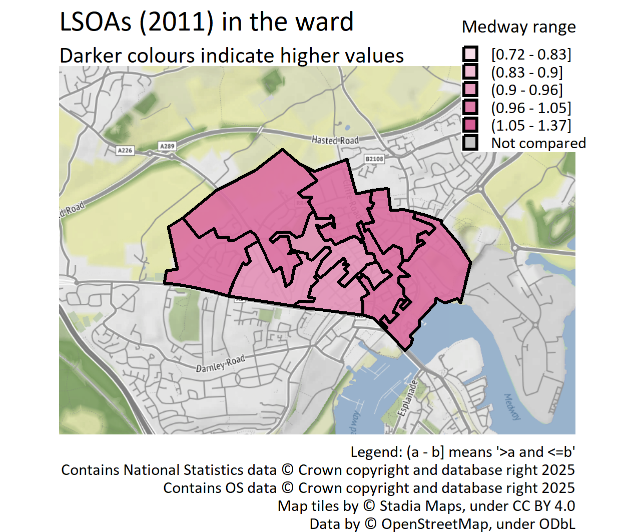 LSOAs (2011) in the ward
Darker colours indicate higher values
Medway range
[0.72 - 0.83]
(0.83 - 0.9]
(0.9 - 0.96]
(0.96 - 1.05]
(1.05 - 1.37]
Not compared
Hasted Road
A226
A289
B2108
d Road
Darnley Road
Esplanade
Medway
dway
Legend: (a - b] means '>a and <=b'
Contains National Statistics data © Crown copyright and database right 2025
Contains OS data © Crown copyright and database right 2025
Map tiles by © Stadia Maps, under CC BY 4.0
Data by © OpenStreetMap, under ODbL